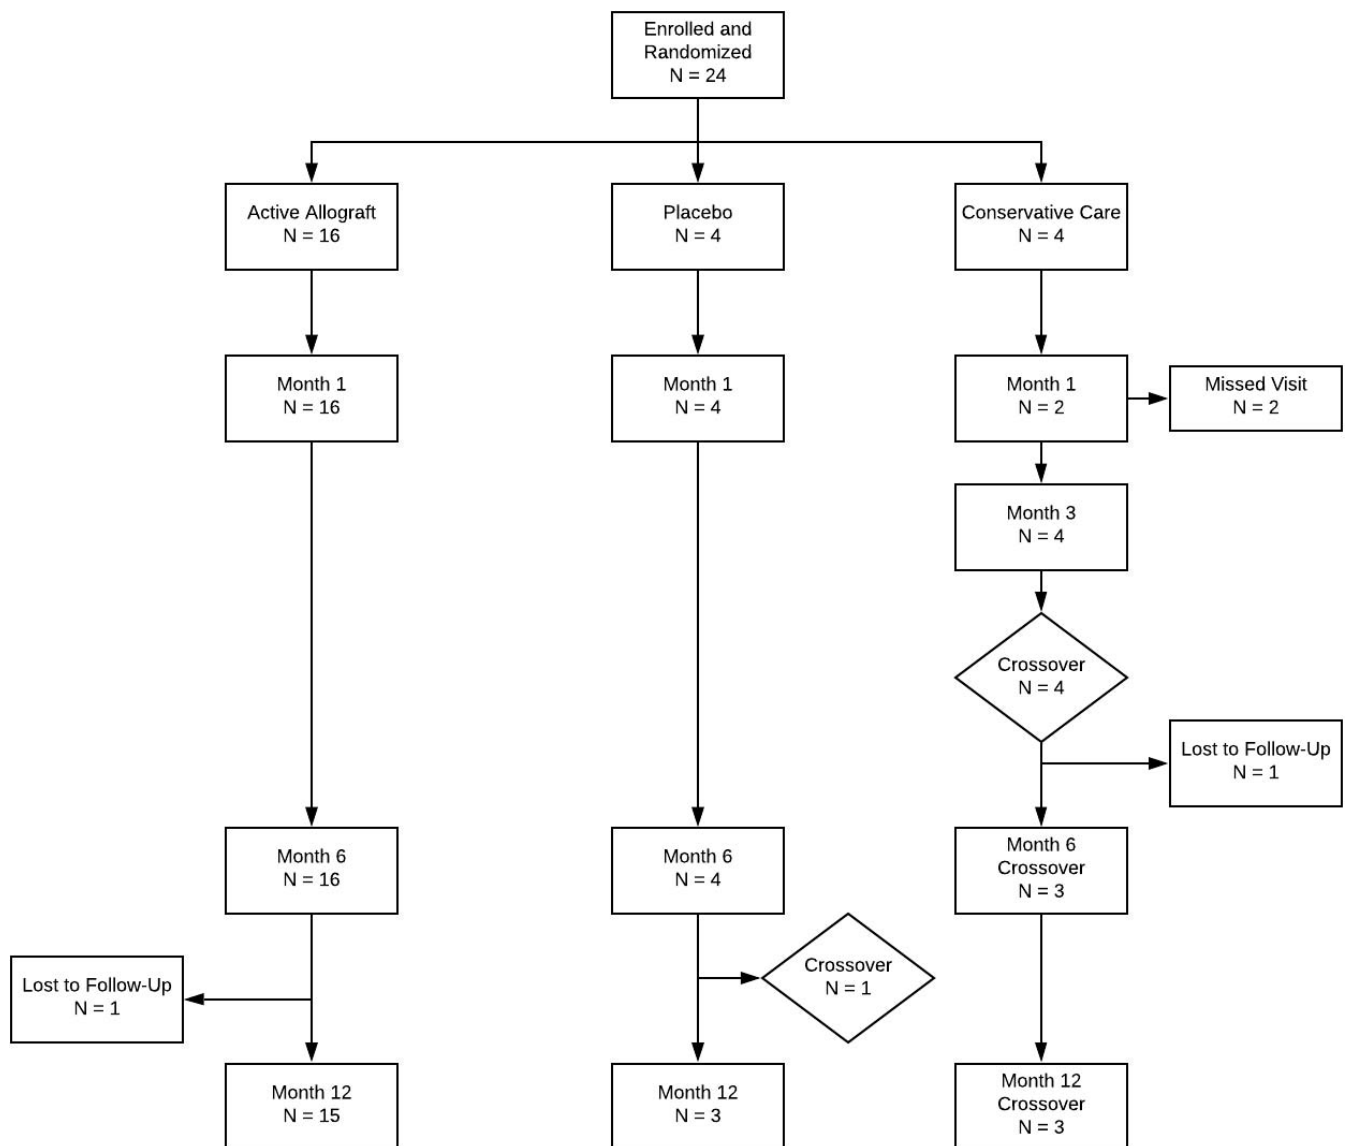 Enrolled and
Randomized
N = 24
Active Allograft
N = 16
Placebo
N = 4
Conservative Care
N = 4
Month 1
N = 16
Month 1
N = 4
Month 1
N = 2
Missed Visit
N = 2
Month 3
N = 4
Crossover
N = 4
Lost to Follow-Up
N = 1
Month 6
N = 16
Month 6
N = 4
Month 6
Crossover
N = 3
Lost to Follow-Up
N = 1
Crossover
N = 1
Month 12
N = 15
Month 12
N = 3
Month 12
Crossover
N = 3